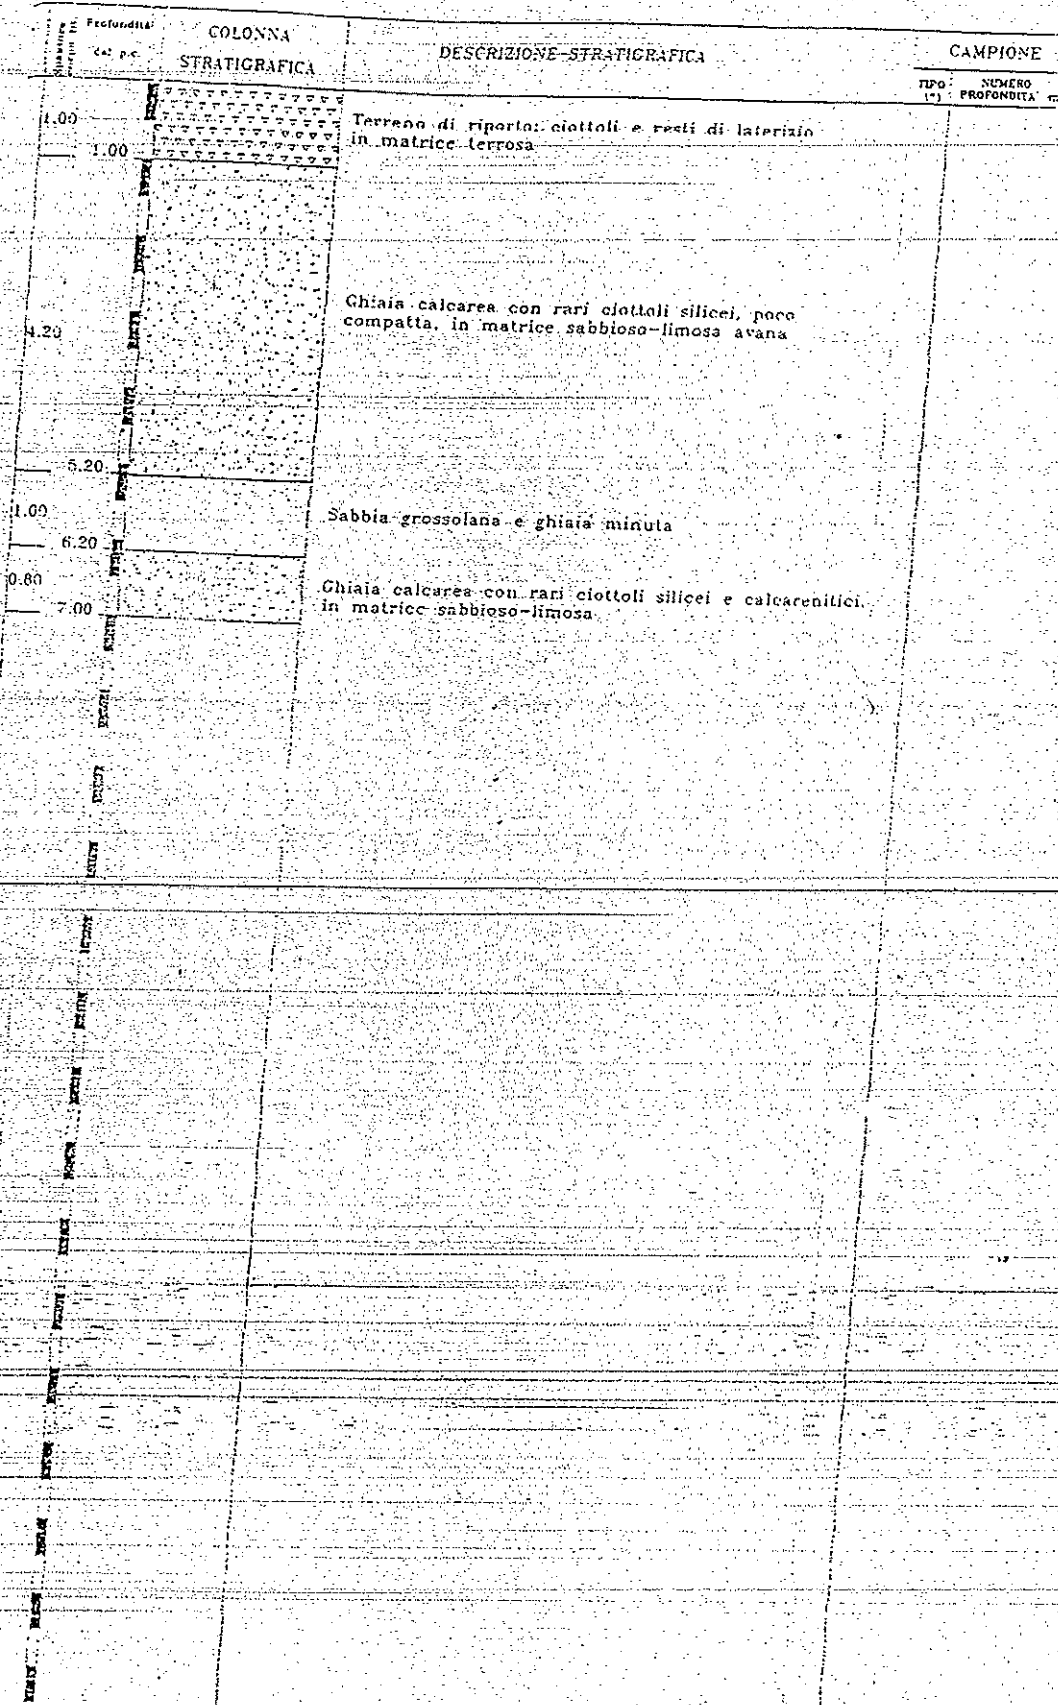 Profondità
dal p.c.
COLONNA
STRATIGRAFICA
DESCRIZIONE STRATIGRAFICA
CAMPIONE
TIPO
(*)
NUMERO
PROFONDITA'
1.00
1.00
Terreno di riporto: ciottoli e resti di laterizio
in matrice terrosa
4.20
Ghiaia calcarea con rari ciottoli silicei, poco
compatta, in matrice sabbioso-limosa avana
5.20
1.00
Sabbia grossolana e ghiaia minuta
6.20
0.80
Ghiaia calcarea con rari ciottoli silicei e calcarenitici,
in matrice sabbioso-limosa
7.00